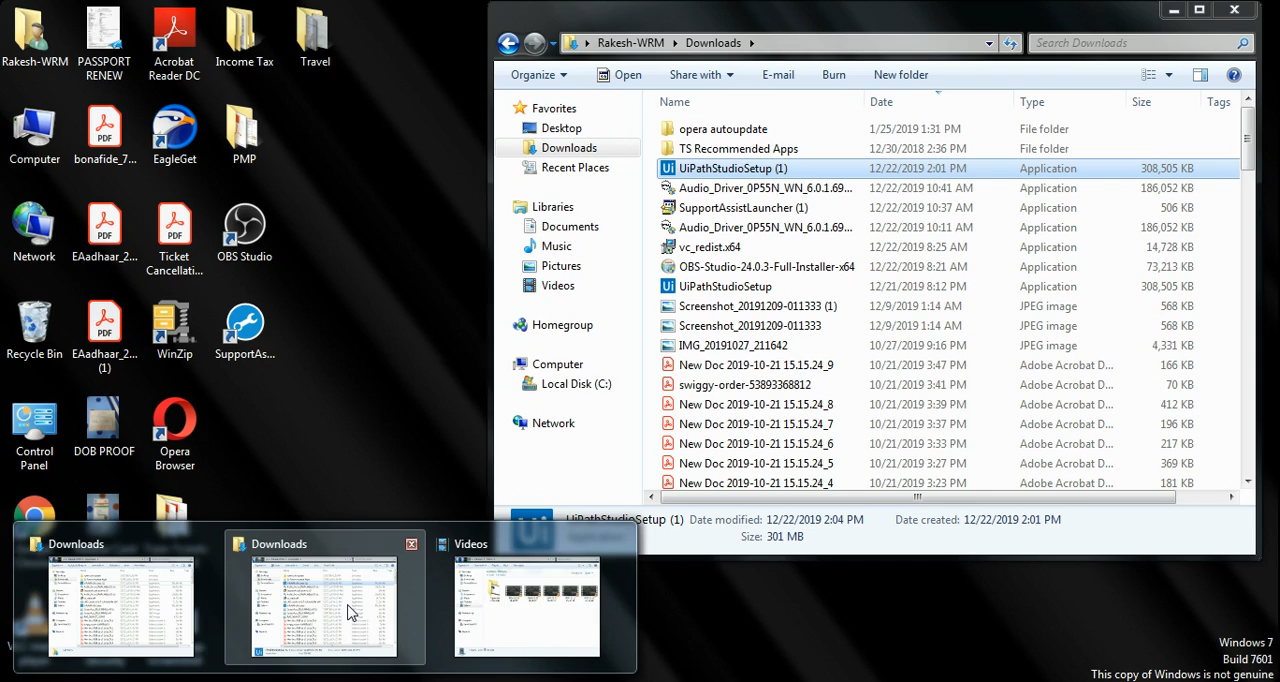 Rakesh-WRM
PASSPORT
RENEW
Acrobat
Reader DC
Income Tax
Travel
Computer
bonafide_7...
EagleGet
PMP
Network
EAadhaar_2...
Ticket
Cancellati...
OBS Studio
Recycle Bin
EAadhaar_2...
(1)
WinZip
SupportAs...
Control
Panel
DOB PROOF
Opera
Browser
Rakesh-WRM Downloads
Search Downloads
Organize Open Share with E-mail Burn New folder
Favorites
Desktop
Downloads
Recent Places
Libraries
Documents
Music
Pictures
Videos
Homegroup
Computer
Local Disk (C:)
Network
Name Date Type Size Tags
opera autoupdate 1/25/2019 1:31 PM File folder
TS Recommended Apps 12/30/2018 2:36 PM File folder
UiPathStudioSetup (1) 12/22/2019 2:01 PM Application 308,505 KB
Audio_Driver_0P55N_WN_6.0.1.69... 12/22/2019 10:41 AM Application 186,052 KB
SupportAssistLauncher (1) 12/22/2019 10:37 AM Application 506 KB
Audio_Driver_0P55N_WN_6.0.1.69... 12/22/2019 10:11 AM Application 186,052 KB
vc_redist.x64 12/22/2019 8:25 AM Application 14,728 KB
OBS-Studio-24.0.3-Full-Installer-x64 12/22/2019 8:21 AM Application 73,213 KB
UiPathStudioSetup 12/21/2019 8:12 PM Application 308,505 KB
Screenshot_20191209-011333 (1) 12/9/2019 1:14 AM JPEG image 568 KB
Screenshot_20191209-011333 12/9/2019 1:14 AM JPEG image 568 KB
IMG_20191027_211642 10/27/2019 9:16 PM JPEG image 4,331 KB
New Doc 2019-10-21 15.15.24_9 10/21/2019 3:47 PM Adobe Acrobat D... 166 KB
swiggy-order-53893368812 10/21/2019 3:41 PM Adobe Acrobat D... 70 KB
New Doc 2019-10-21 15.15.24_8 10/21/2019 3:39 PM Adobe Acrobat D... 412 KB
New Doc 2019-10-21 15.15.24_7 10/21/2019 3:37 PM Adobe Acrobat D... 196 KB
New Doc 2019-10-21 15.15.24_6 10/21/2019 3:33 PM Adobe Acrobat D... 217 KB
New Doc 2019-10-21 15.15.24_5 10/21/2019 3:27 PM Adobe Acrobat D... 369 KB
New Doc 2019-10-21 15.15.24_4 10/21/2019 3:23 PM Adobe Acrobat D... 181 KB
UiPathStudioSetup (1) Date modified: 12/22/2019 2:04 PM Date created: 12/22/2019 2:01 PM
Size: 301 MB
Downloads
Downloads
Videos
Windows 7
Build 7601
This copy of Windows is not genuine